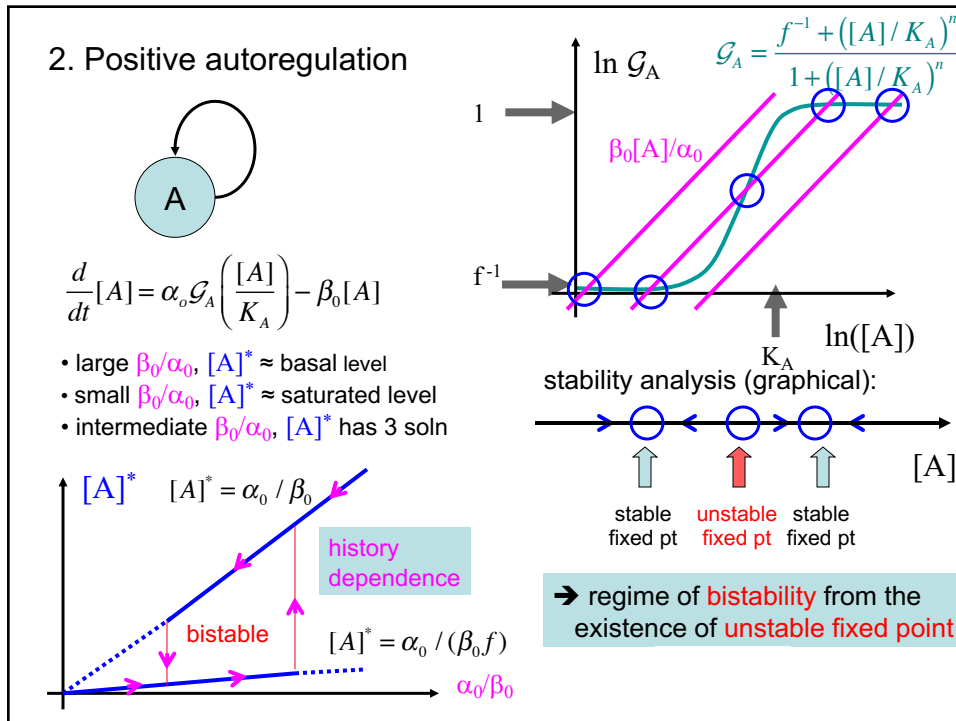 2. Positive autoregulation
A
d/dt [A] = α_o 𝒢_A ([A]/K_A) − β_0[A]
• large β_0/α_0, [A]* ≈ basal level
• small β_0/α_0, [A]* ≈ saturated level
• intermediate β_0/α_0, [A]* has 3 soln
[A]*
[A]* = α_0 / β_0
history
dependence
bistable
[A]* = α_0 / (β_0 f)
α_0/β_0
ln 𝒢_A
𝒢_A = (f^-1 + ([A] / K_A)^n) / (1 + ([A] / K_A)^n)
1
β_0[A]/α_0
f^-1
ln([A])
K_A
stability analysis (graphical):
[A]
stable
fixed pt
unstable
fixed pt
stable
fixed pt
➔ regime of bistability from the
existence of unstable fixed point